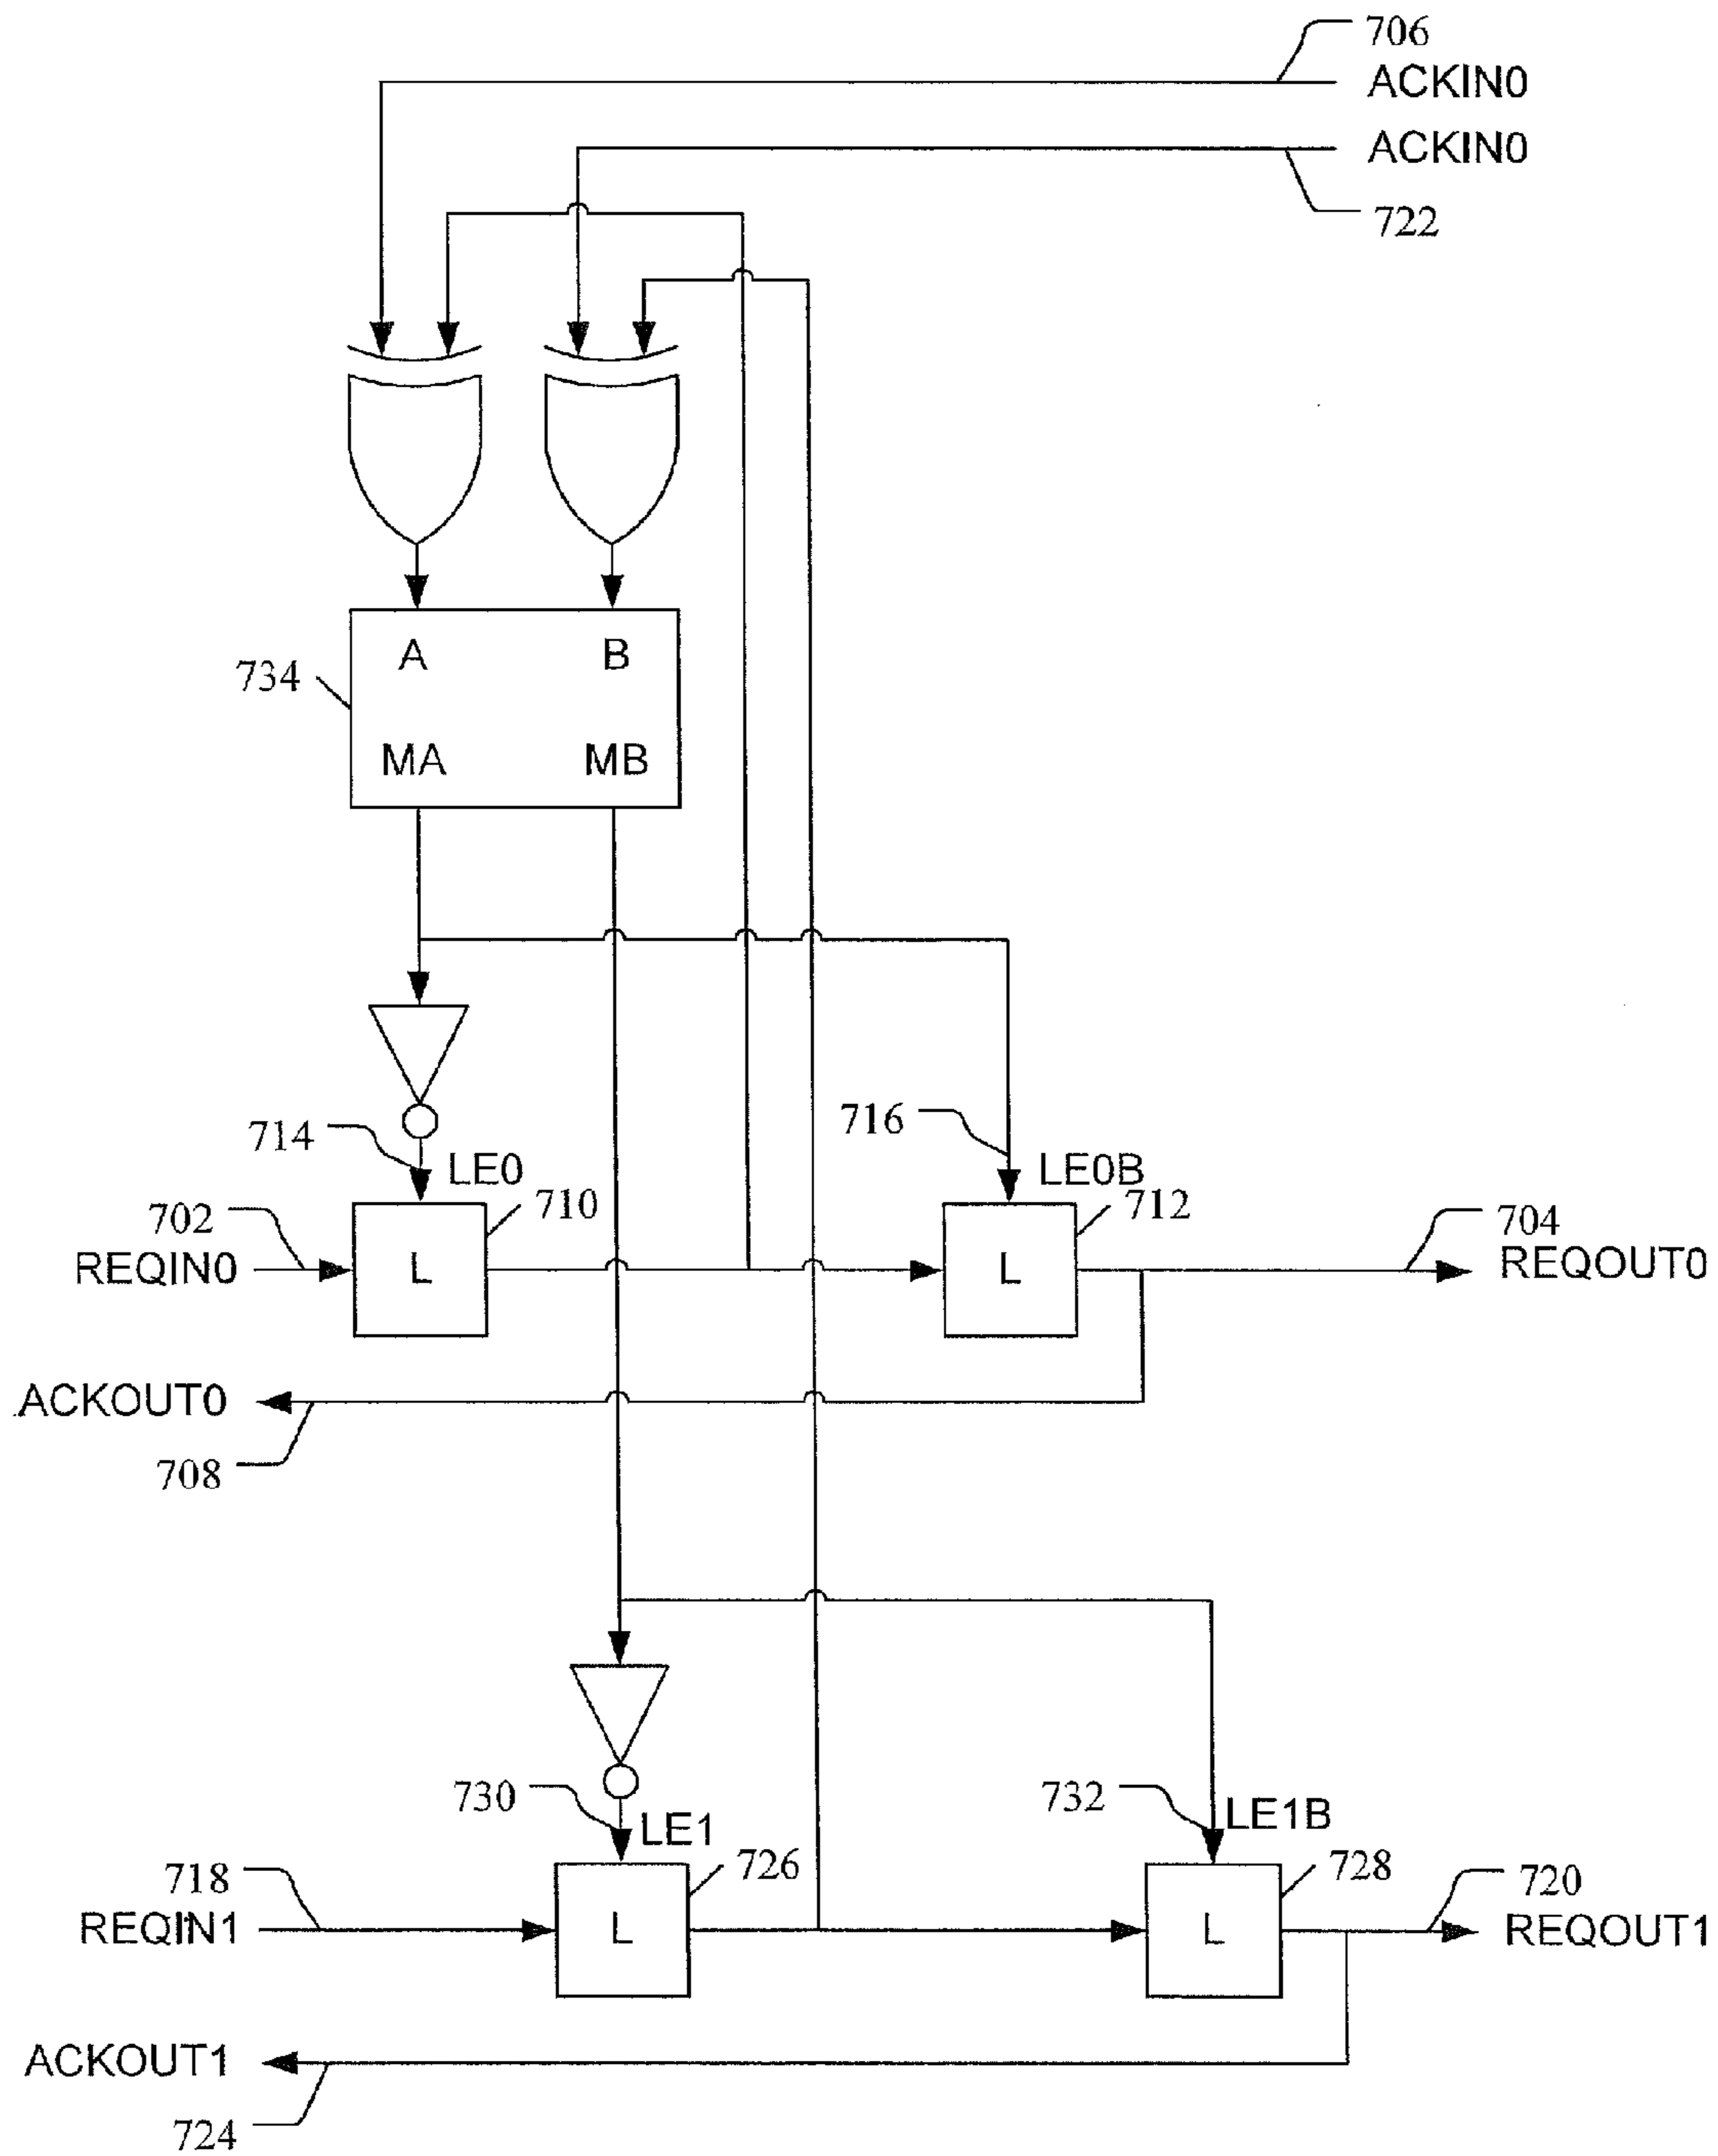 706
ACKIN0
ACKIN0
722
A B
734
MA MB
714
LE0
716
LE0B
702
710
712
704
REQIN0
L
L
REQOUT0
ACKOUT0
708
730
LE1
732
LE1B
718
726
728
720
REQIN1
L
L
REQOUT1
ACKOUT1
724